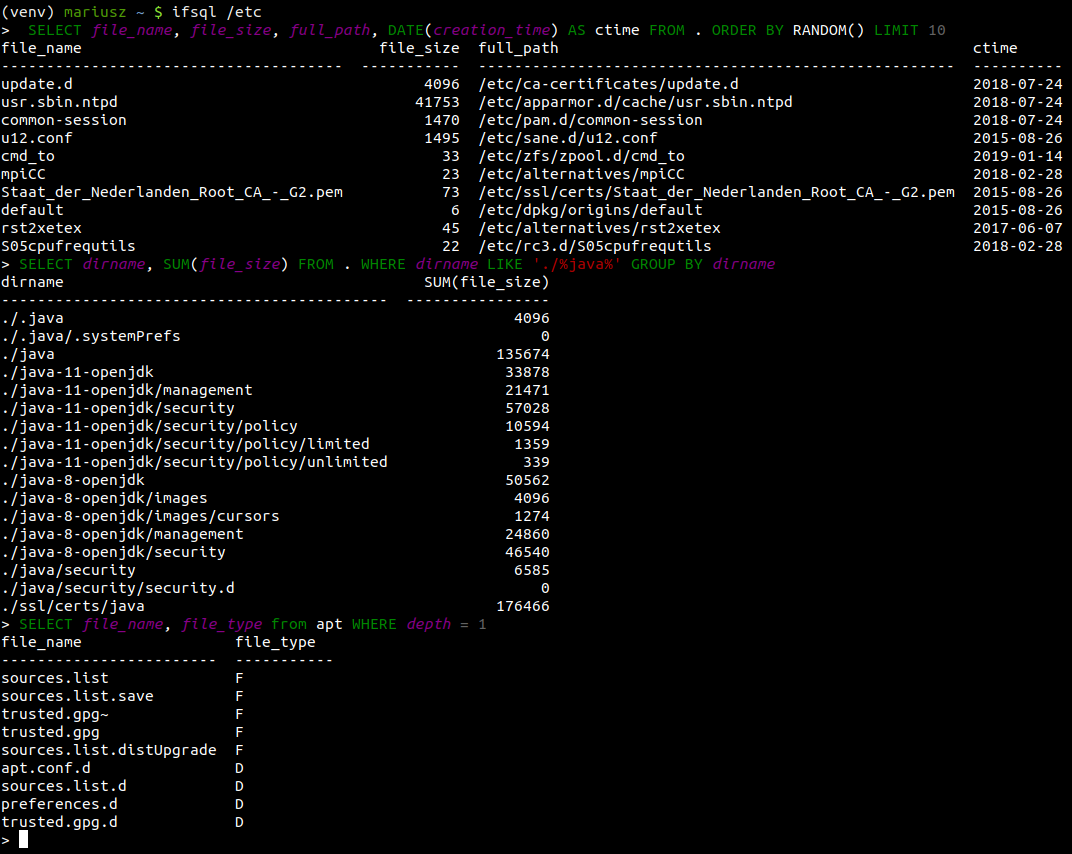 (venv) mariusz ~ $ ifsql /etc
>  SELECT file_name, file_size, full_path, DATE(creation_time) AS ctime FROM . ORDER BY RANDOM() LIMIT 10
file_name                                 file_size  full_path                                              ctime
--------------------------------------  -----------  -----------------------------------------------------  ----------
update.d                                       4096  /etc/ca-certificates/update.d                          2018-07-24
usr.sbin.ntpd                                 41753  /etc/apparmor.d/cache/usr.sbin.ntpd                    2018-07-24
common-session                                 1470  /etc/pam.d/common-session                              2018-07-24
u12.conf                                       1495  /etc/sane.d/u12.conf                                   2015-08-26
cmd_to                                           33  /etc/zfs/zpool.d/cmd_to                                2019-01-14
mpiCC                                            23  /etc/alternatives/mpiCC                                2018-02-28
Staat_der_Nederlanden_Root_CA_-_G2.pem           73  /etc/ssl/certs/Staat_der_Nederlanden_Root_CA_-_G2.pem  2015-08-26
default                                           6  /etc/dpkg/origins/default                              2015-08-26
rst2xetex                                        45  /etc/alternatives/rst2xetex                            2017-06-07
S05cpufrequtils                                  22  /etc/rc3.d/S05cpufrequtils                             2018-02-28
> SELECT dirname, SUM(file_size) FROM . WHERE dirname LIKE './%java%' GROUP BY dirname
dirname                                        SUM(file_size)
-------------------------------------------  ----------------
./.java                                                  4096
./.java/.systemPrefs                                        0
./java                                                 135674
./java-11-openjdk                                       33878
./java-11-openjdk/management                            21471
./java-11-openjdk/security                              57028
./java-11-openjdk/security/policy                       10594
./java-11-openjdk/security/policy/limited                1359
./java-11-openjdk/security/policy/unlimited               339
./java-8-openjdk                                        50562
./java-8-openjdk/images                                  4096
./java-8-openjdk/images/cursors                          1274
./java-8-openjdk/management                             24860
./java-8-openjdk/security                               46540
./java/security                                          6585
./java/security/security.d                                  0
./ssl/certs/java                                       176466
> SELECT file_name, file_type from apt WHERE depth = 1
file_name                 file_type
------------------------  -----------
sources.list              F
sources.list.save         F
trusted.gpg~              F
trusted.gpg               F
sources.list.distUpgrade  F
apt.conf.d                D
sources.list.d            D
preferences.d             D
trusted.gpg.d             D
>